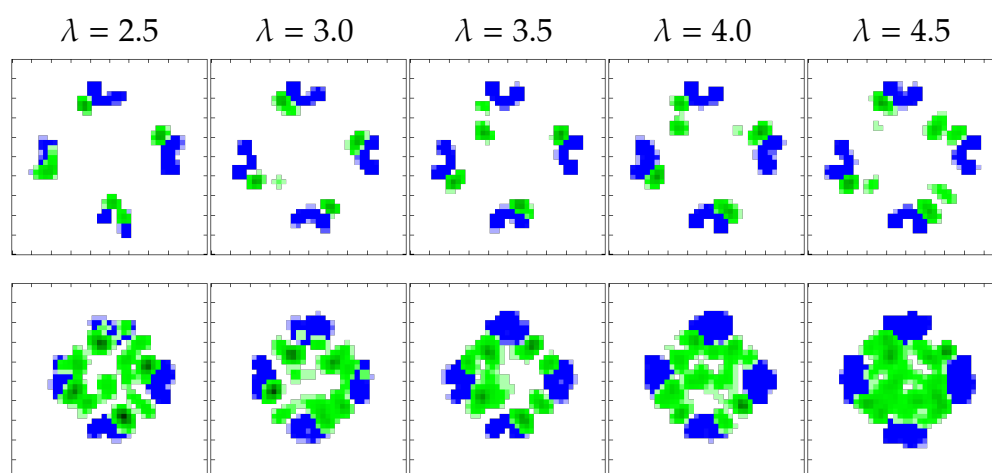 λ = 2.5 λ = 3.0 λ = 3.5 λ = 4.0 λ = 4.5